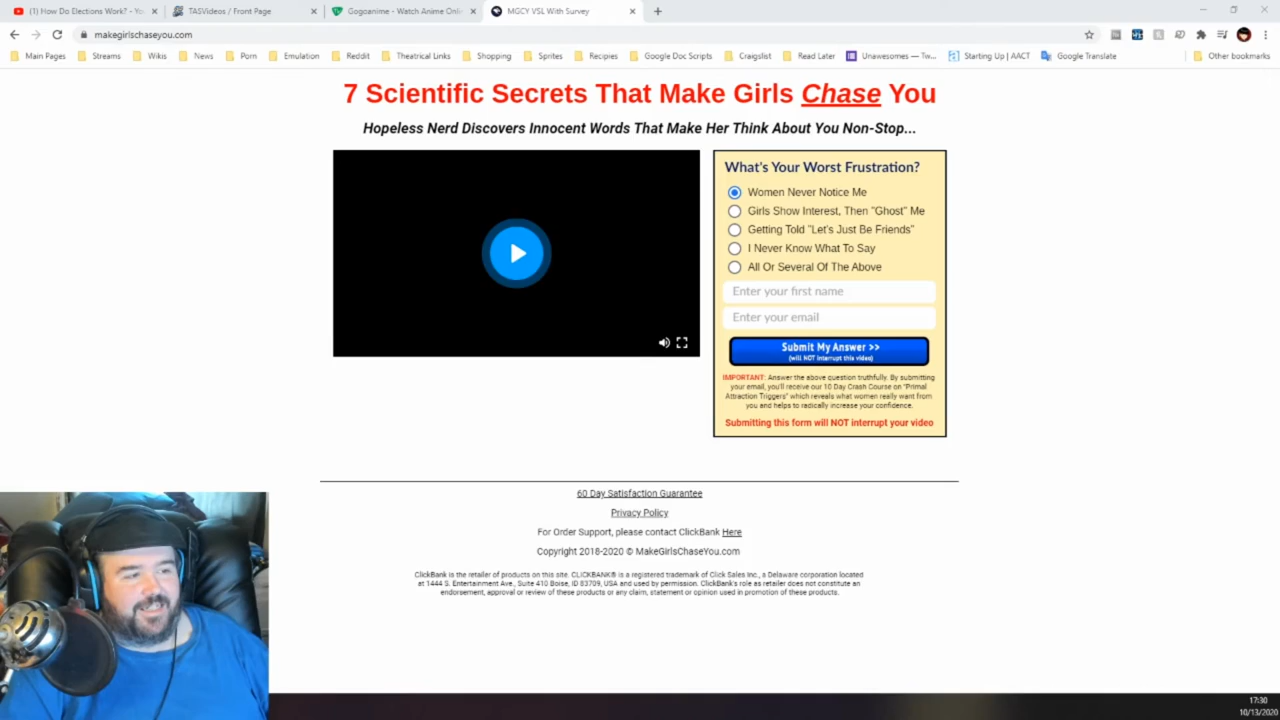 (1) How Do Elections Work? - Yo
TASVideos / Front Page
Gogoanime - Watch Anime Onli
MGCY VSL With Survey
makegirlschaseyou.com
Main Pages
Streams
Wikis
News
Porn
Emulation
Reddit
Theatrical Links
Shopping
Sprites
Recipies
Google Doc Scripts
Craigslist
Read Later
Unawesomes — Tw...
Starting Up | AACT
Google Translate
Other bookmarks
7 Scientific Secrets That Make Girls Chase You
Hopeless Nerd Discovers Innocent Words That Make Her Think About You Non-Stop...
What's Your Worst Frustration?
Women Never Notice Me
Girls Show Interest, Then "Ghost" Me
Getting Told "Let's Just Be Friends"
I Never Know What To Say
All Or Several Of The Above
Enter your first name
Enter your email
Submit My Answer >>
(will NOT interrupt this video)
IMPORTANT: Answer the above question truthfully. By submitting
your email, you'll receive our 10 Day Crash Course on "Primal
Attraction Triggers" which reveals what women really want from
you and helps to radically increase your confidence.
Submitting this form will NOT interrupt your video
60 Day Satisfaction Guarantee
Privacy Policy
For Order Support, please contact ClickBank Here
Copyright 2018-2020 © MakeGirlsChaseYou.com
ClickBank is the retailer of products on this site. CLICKBANK® is a registered trademark of Click Sales Inc., a Delaware corporation located
at 1444 S. Entertainment Ave., Suite 410 Boise, ID 83709, USA and used by permission. ClickBank's role as retailer does not constitute an
endorsement, approval or review of these products or any claim, statement or opinion used in promotion of these products.
17:30
10/13/2020